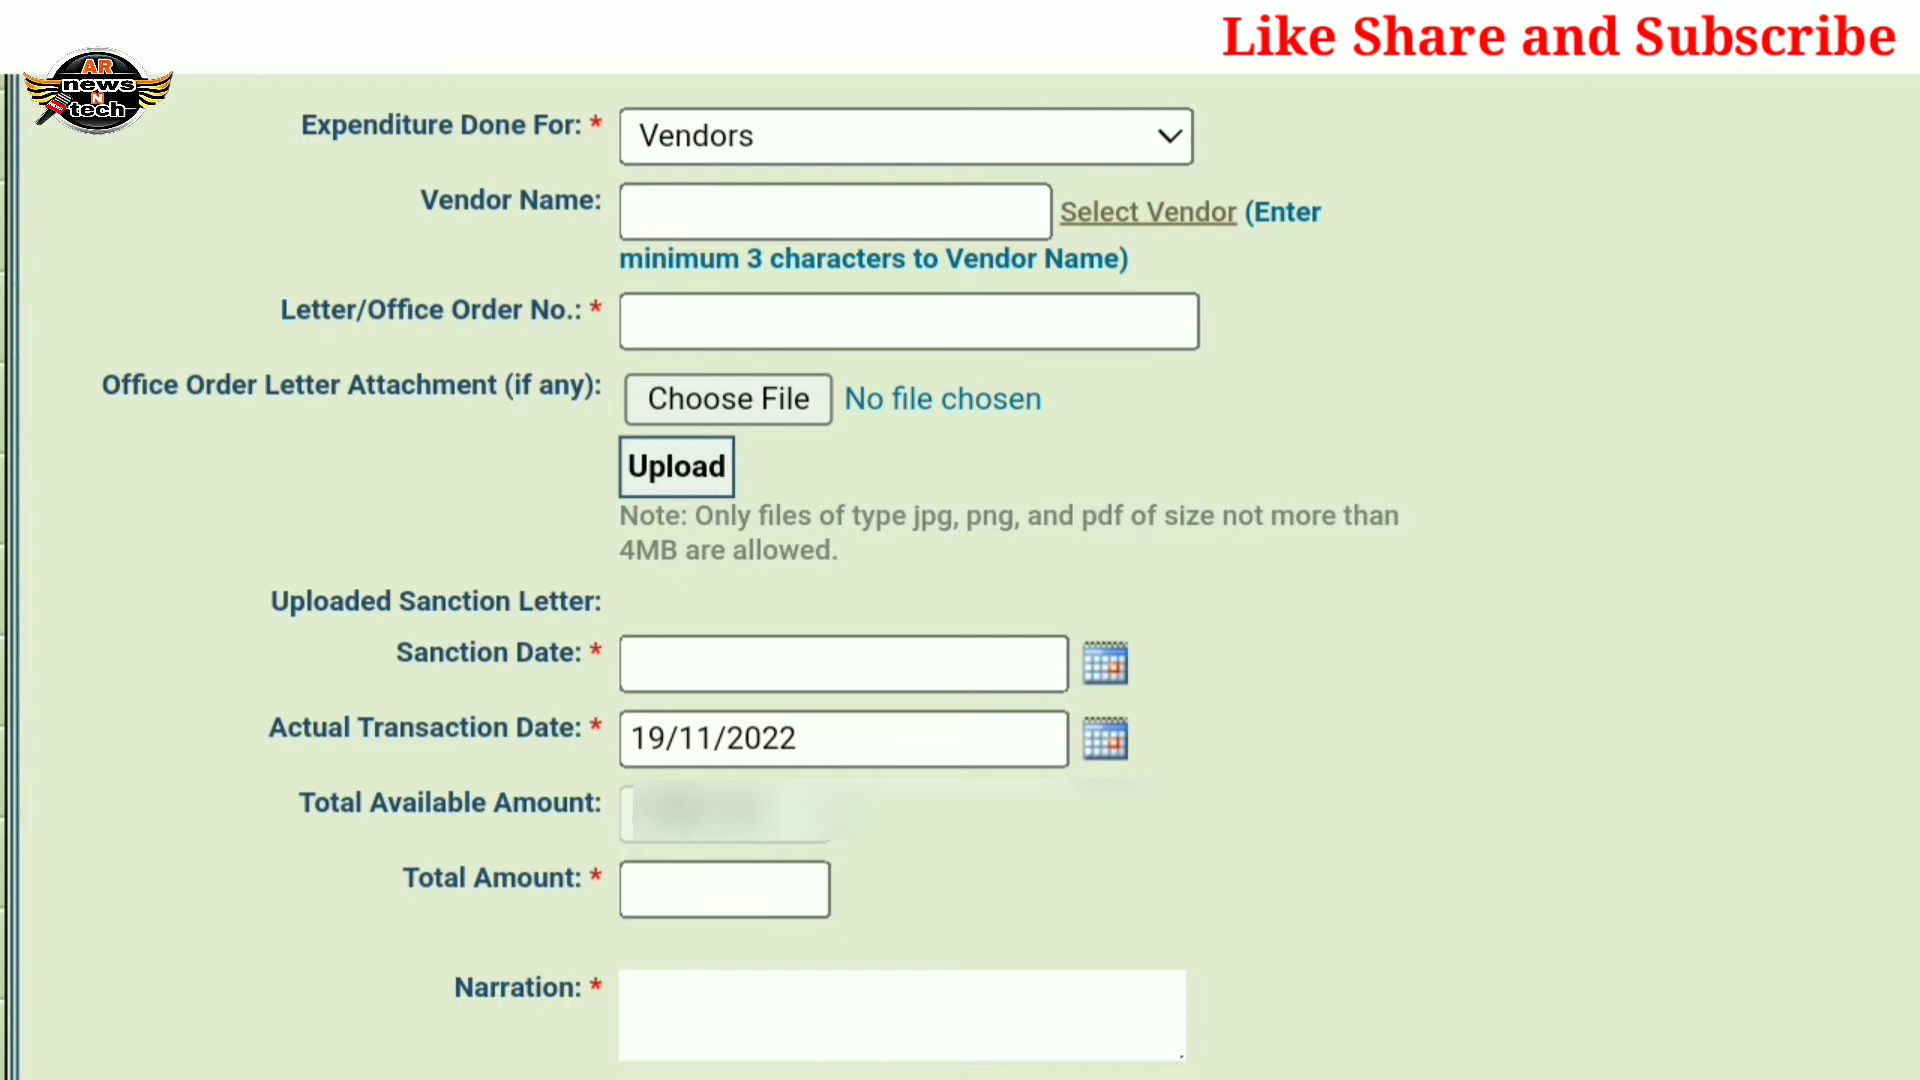 Like Share and Subscribe
AR
news
N
tech
Expenditure Done For: *
Vendors
Vendor Name:
Select Vendor (Enter
minimum 3 characters to Vendor Name)
Letter/Office Order No.: *
Office Order Letter Attachment (if any):
Choose File No file chosen
Upload
Note: Only files of type jpg, png, and pdf of size not more than
4MB are allowed.
Uploaded Sanction Letter:
Sanction Date: *
Actual Transaction Date: *
19/11/2022
Total Available Amount:
Total Amount: *
Narration: *